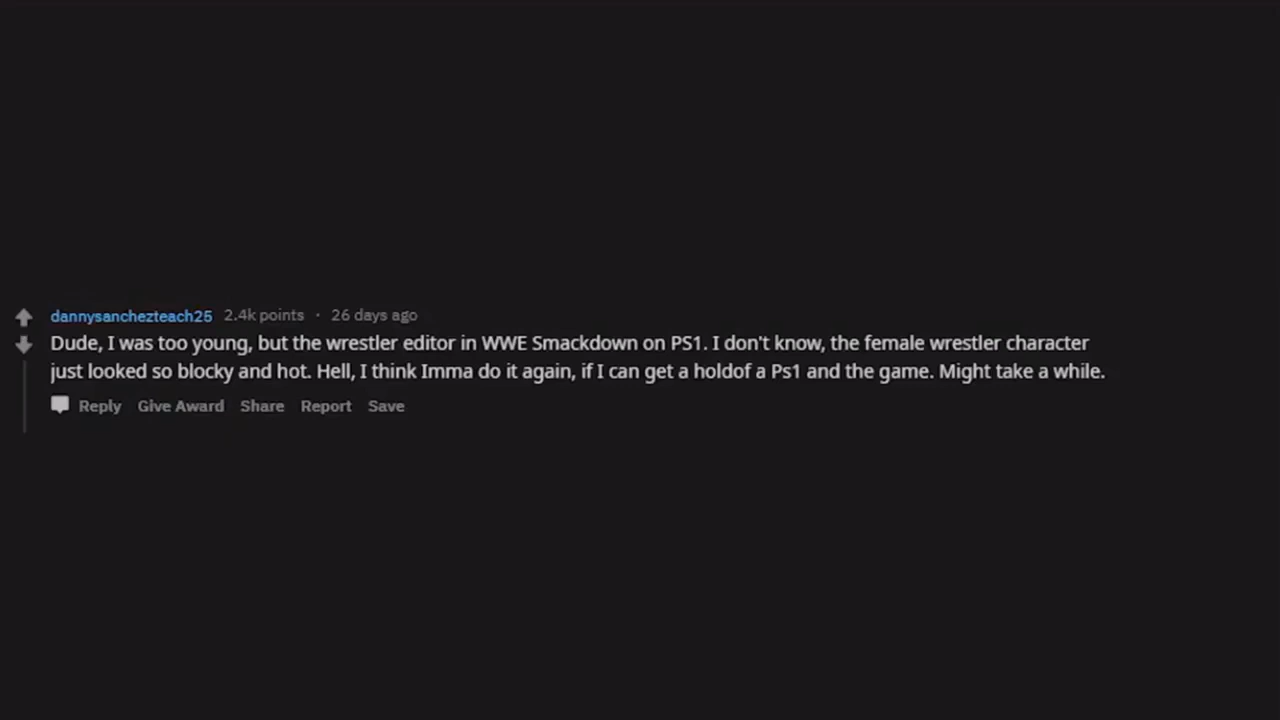 dannysanchezteach25 2.4k points · 26 days ago
Dude, I was too young, but the wrestler editor in WWE Smackdown on PS1. I don't know, the female wrestler character
just looked so blocky and hot. Hell, I think Imma do it again, if I can get a holdof a Ps1 and the game. Might take a while.
Reply Give Award Share Report Save